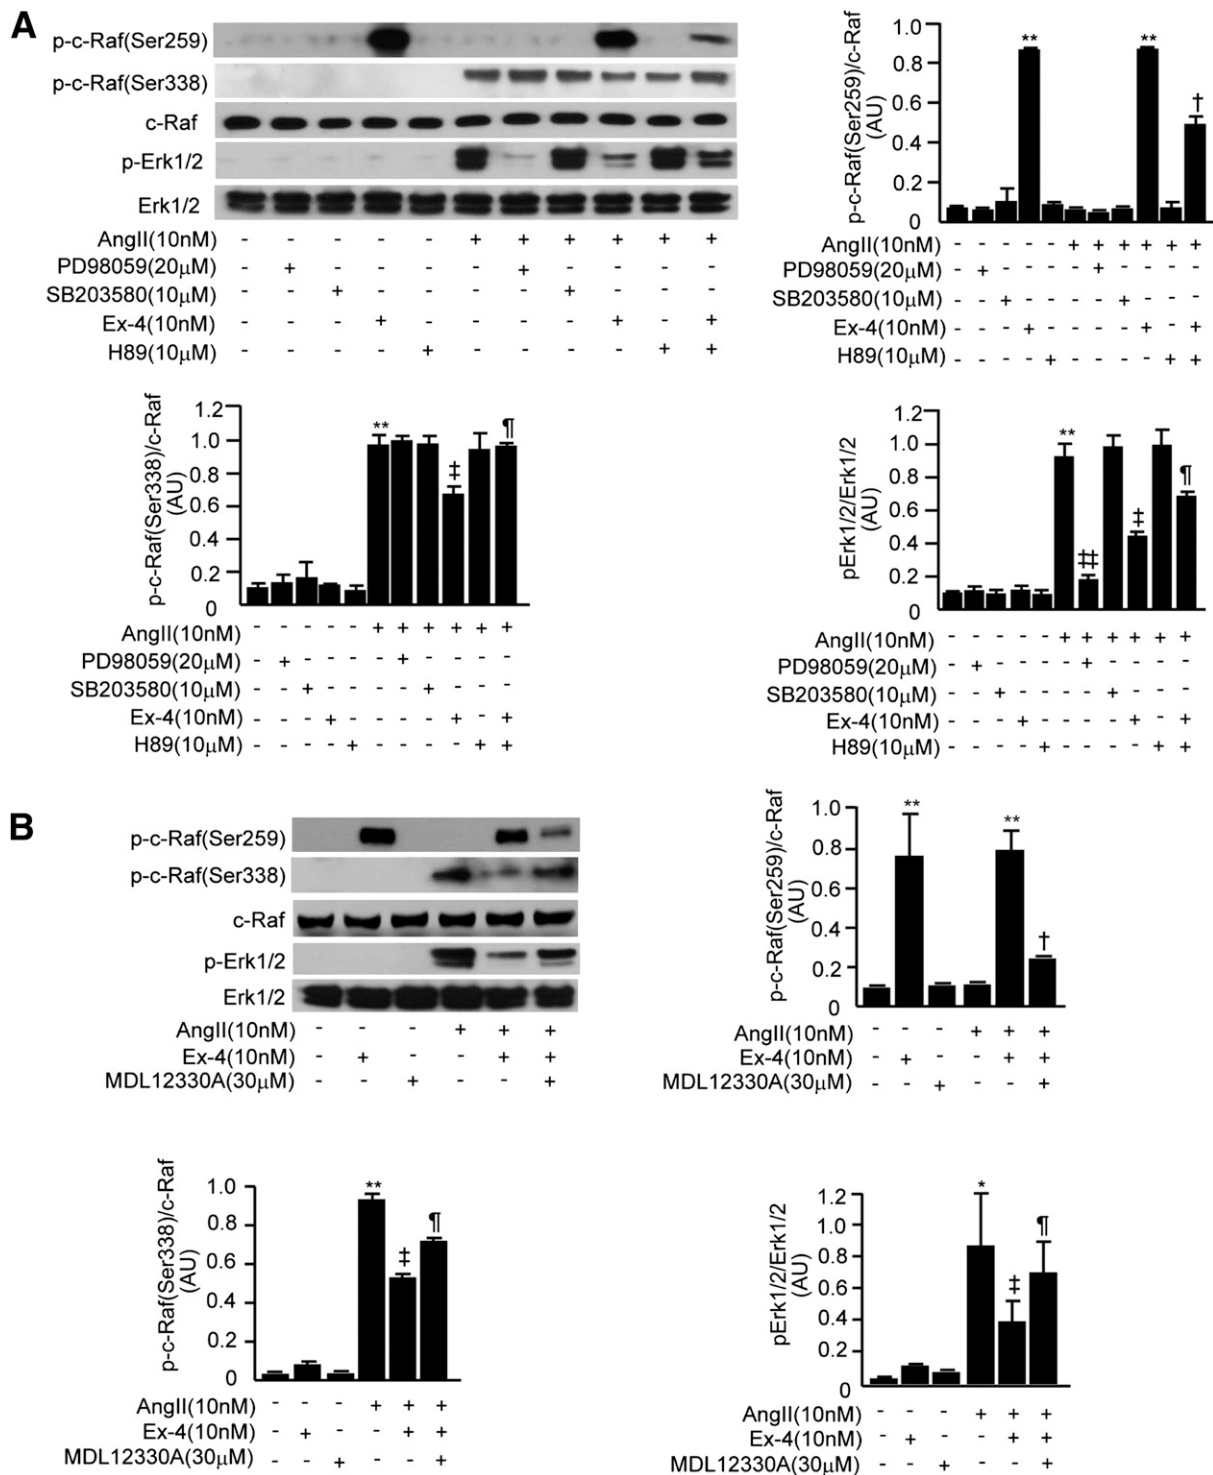 A
p-c-Raf(Ser259)
p-c-Raf(Ser338)
c-Raf
p-Erk1/2
Erk1/2
AngII(10nM) - - - - - + + + + + +
PD98059(20μM) - + - - - - + - - - -
SB203580(10μM) - - + - - - - + - - -
Ex-4(10nM) - - - + - - - - + - +
H89(10μM) - - - - + - - - - + +
p-c-Raf(Ser259)/c-Raf
(AU)
1.0
0.8
0.6
0.4
0.2
0
** ** †
AngII(10nM) - - - - - + + + + + +
PD98059(20μM) - + - - - - + - - - -
SB203580(10μM) - - + - - - - + - - -
Ex-4(10nM) - - - + - - - - + - +
H89(10μM) - - - - + - - - - + +
p-c-Raf(Ser338)/c-Raf
(AU)
1.2
1.0
0.8
0.6
0.4
0.2
0
** ‡ ¶
AngII(10nM) - - - - - + + + + + +
PD98059(20μM) - + - - - - + - - - -
SB203580(10μM) - - + - - - - + - - -
Ex-4(10nM) - - - + - - - - + - +
H89(10μM) - - - - + - - - - + +
pErk1/2/Erk1/2
(AU)
1.2
1.0
0.8
0.6
0.4
0.2
0
** ‡‡ ‡ ¶
AngII(10nM) - - - - - + + + + + +
PD98059(20μM) - + - - - - + - - - -
SB203580(10μM) - - + - - - - + - - -
Ex-4(10nM) - - - + - - - - + - +
H89(10μM) - - - - + - - - - + +
B
p-c-Raf(Ser259)
p-c-Raf(Ser338)
c-Raf
p-Erk1/2
Erk1/2
AngII(10nM) - - - + + +
Ex-4(10nM) - + - - + +
MDL12330A(30μM) - - + - - +
p-c-Raf(Ser259)/c-Raf
(AU)
1.0
0.8
0.6
0.4
0.2
0
** ** †
AngII(10nM) - - - + + +
Ex-4(10nM) - + - - + +
MDL12330A(30μM) - - + - - +
p-c-Raf(Ser338)/c-Raf
(AU)
1.0
0.8
0.6
0.4
0.2
0
** ‡ ¶
AngII(10nM) - - - + + +
Ex-4(10nM) - + - - + +
MDL12330A(30μM) - - + - - +
pErk1/2/Erk1/2
(AU)
1.2
1.0
0.8
0.6
0.4
0.2
0
* ‡ ¶
AngII(10nM) - - - + + +
Ex-4(10nM) - + - - + +
MDL12330A(30μM) - - + - - +